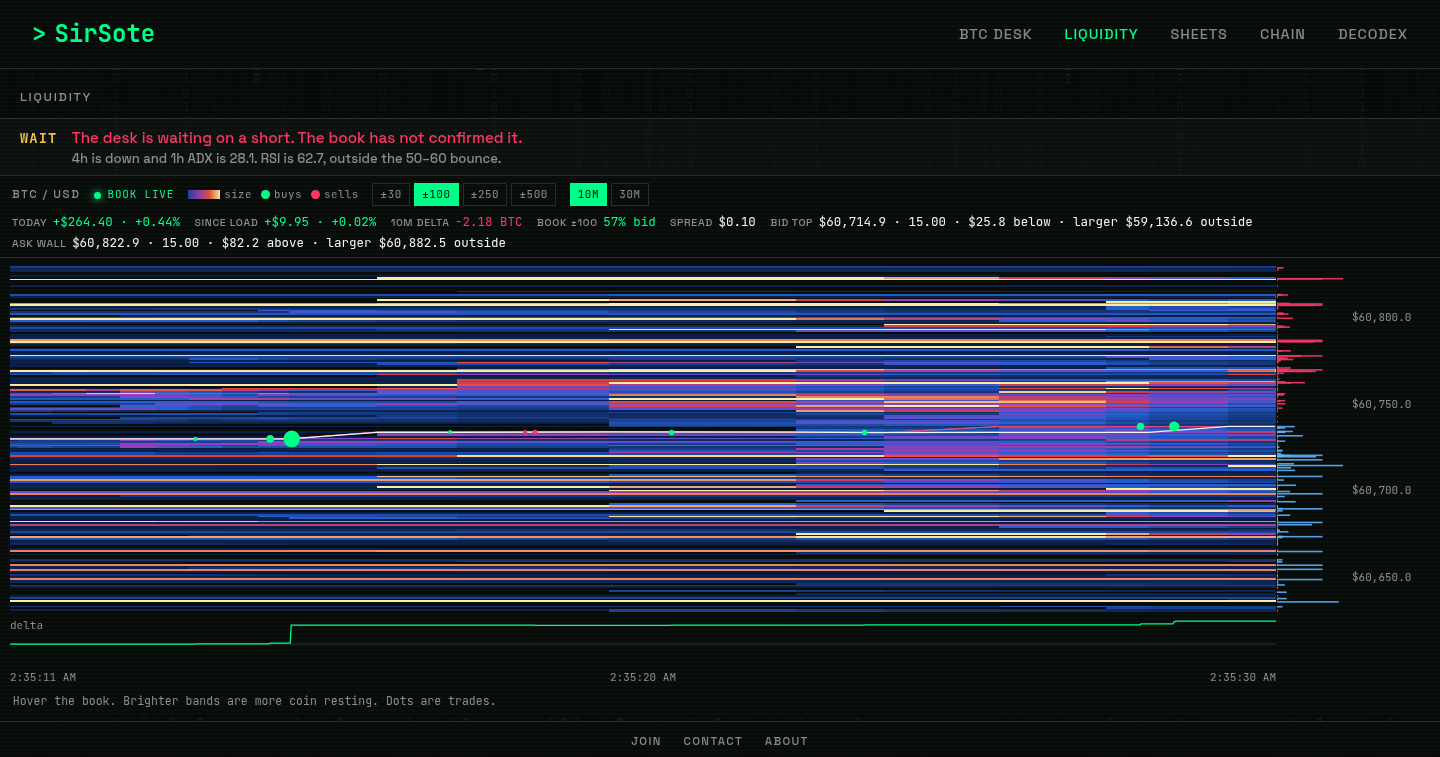 > SirSote
BTC DESK LIQUIDITY SHEETS CHAIN DECODEX
LIQUIDITY
WAIT The desk is waiting on a short. The book has not confirmed it.
4h is down and 1h ADX is 28.1. RSI is 62.7, outside the 50–60 bounce.
BTC / USD BOOK LIVE size buys sells ±30 ±100 ±250 ±500 10M 30M
TODAY +$264.40 · +0.44% SINCE LOAD +$9.95 · +0.02% 10M DELTA -2.18 BTC BOOK ±100 57% bid SPREAD $0.10 BID TOP $60,714.9 · 15.00 · $25.8 below · larger $59,136.6 outside
ASK WALL $60,822.9 · 15.00 · $82.2 above · larger $60,882.5 outside
$60,800.0
$60,750.0
$60,700.0
$60,650.0
delta
2:35:11 AM 2:35:20 AM 2:35:30 AM
Hover the book. Brighter bands are more coin resting. Dots are trades.
JOIN CONTACT ABOUT